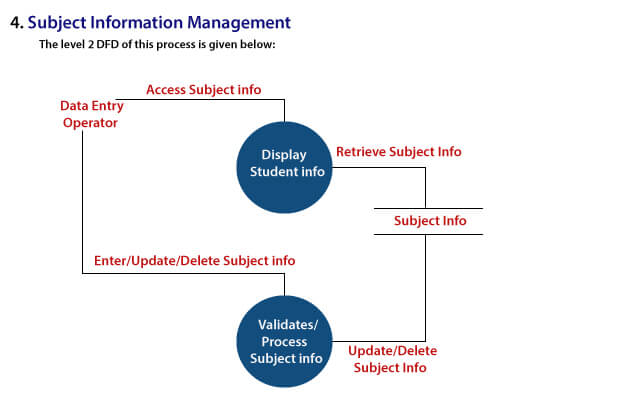 4. Subject Information Management
The level 2 DFD of this process is given below:
Access Subject info
Data Entry
Operator
Display
Student info
Retrieve Subject Info
Subject Info
Enter/Update/Delete Subject info
Validates/
Process
Subject info
Update/Delete
Subject Info